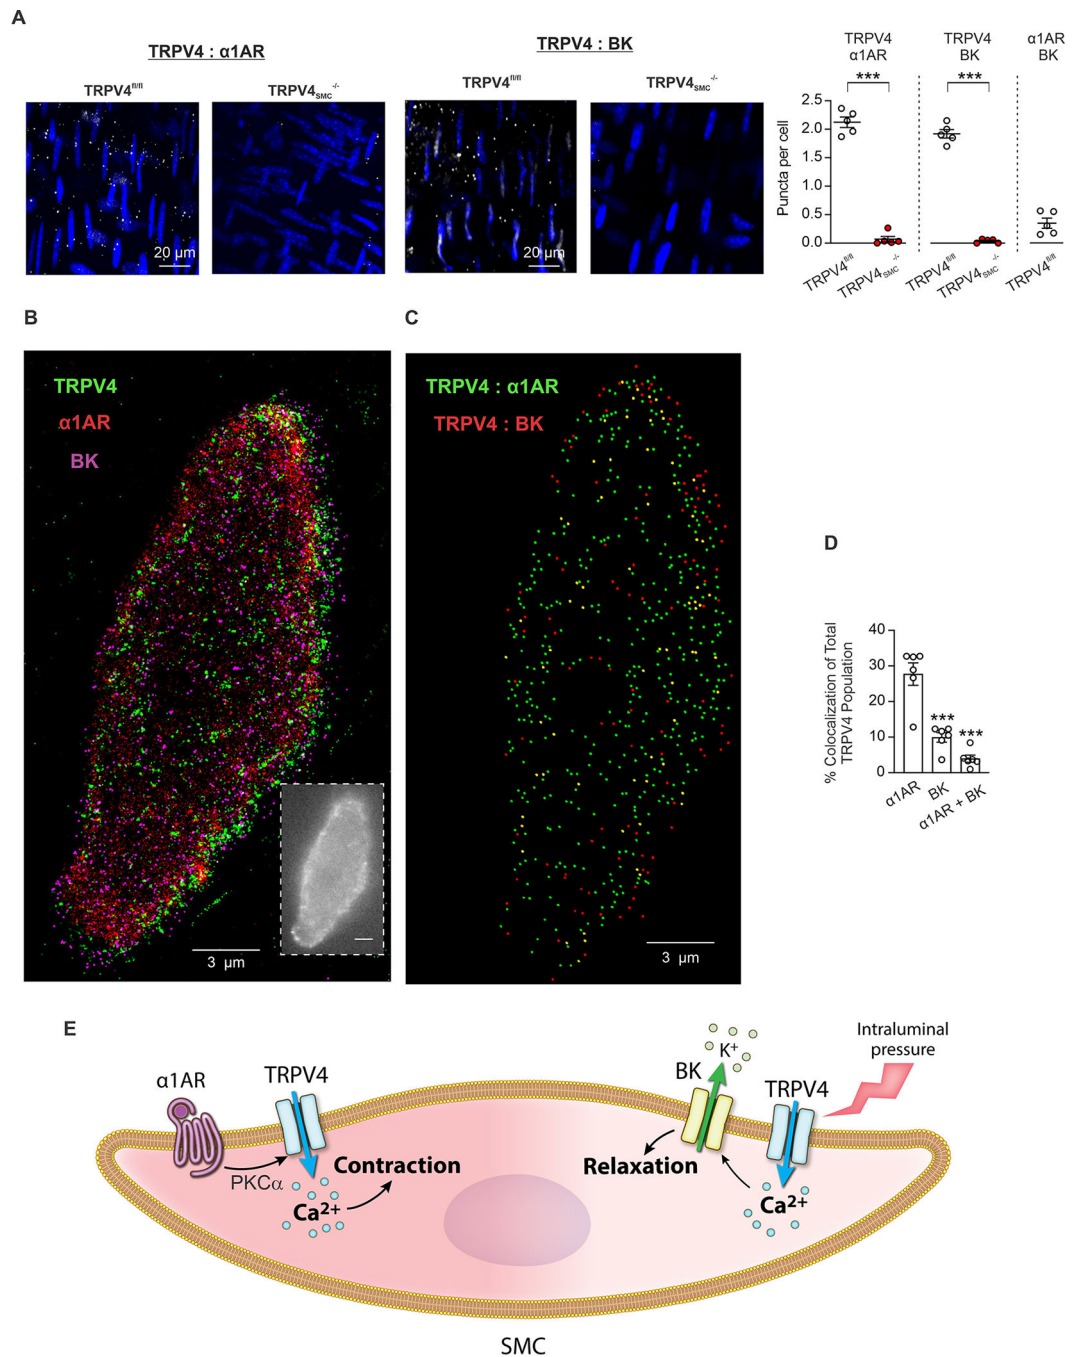 A
TRPV4 : α1AR
TRPV4 : BK
TRPV4fl/fl
TRPV4SMC-/-
TRPV4fl/fl
TRPV4SMC-/-
20 µm
20 µm
TRPV4
α1AR
TRPV4
BK
α1AR
BK
***
***
Puncta per cell
2.5
2.0
1.5
1.0
0.5
0.0
TRPV4fl/fl
TRPV4SMC-/-
TRPV4fl/fl
TRPV4SMC-/-
TRPV4fl/fl
B
TRPV4
α1AR
BK
3 µm
C
TRPV4 : α1AR
TRPV4 : BK
3 µm
D
% Colocalization of Total
TRPV4 Population
40
30
20
10
0
***
***
α1AR
BK
α1AR + BK
E
α1AR
TRPV4
PKCα
Ca2+
Contraction
Relaxation
BK
K+
TRPV4
Ca2+
Intraluminal
pressure
SMC